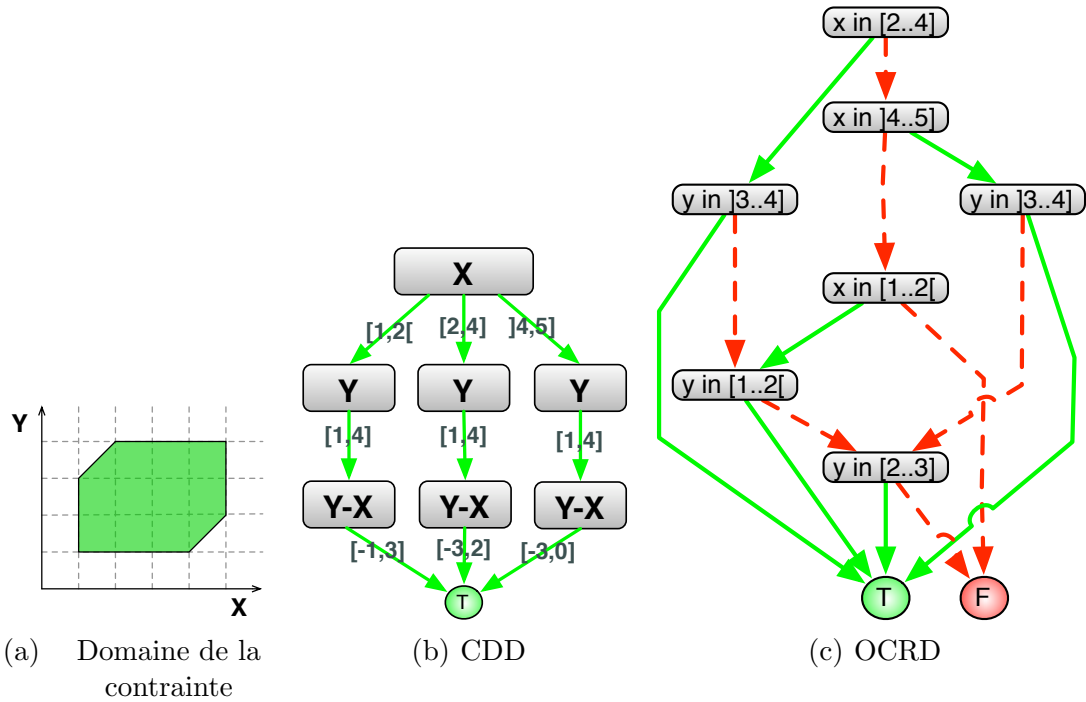 Y
X
(a) Domaine de la
contrainte
X
[1,2[
[2,4]
]4,5]
Y
Y
Y
[1,4]
[1,4]
[1,4]
Y-X
Y-X
Y-X
[-1,3]
[-3,2]
[-3,0]
T
(b) CDD
x in [2..4]
x in ]4..5]
y in ]3..4]
y in ]3..4]
x in [1..2[
y in [1..2[
y in [2..3]
T
F
(c) OCRD